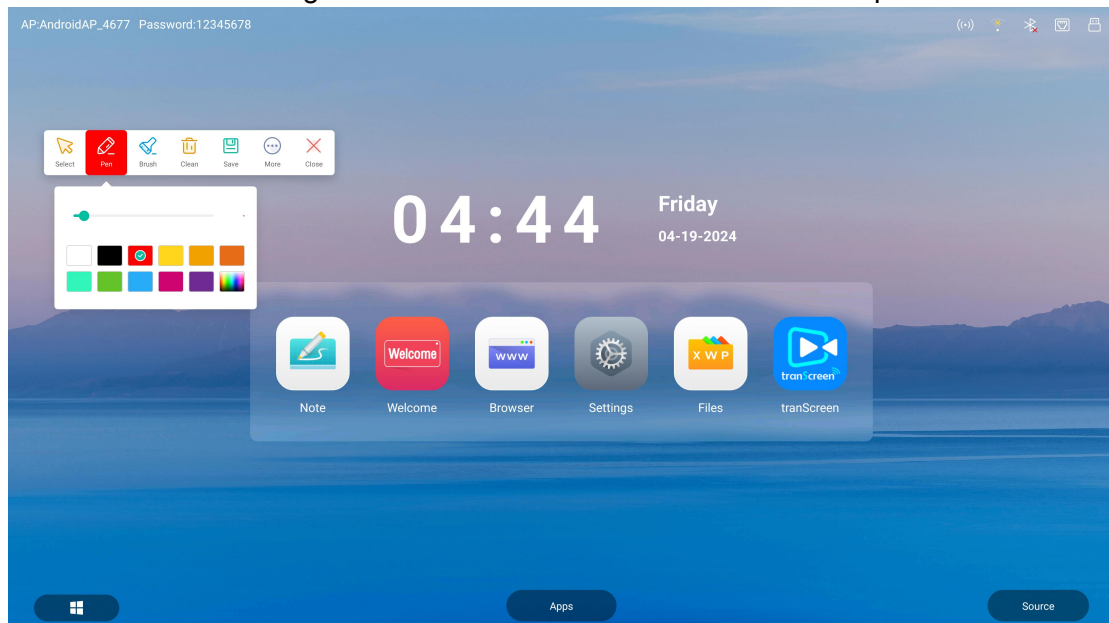 AP:AndroidAP_4677 Password:12345678
Select Pen Brush Clean Save More Close
04:44
Friday
04-19-2024
Welcome
www
X W P
tranScreen
Note Welcome Browser Settings Files tranScreen
Apps
Source